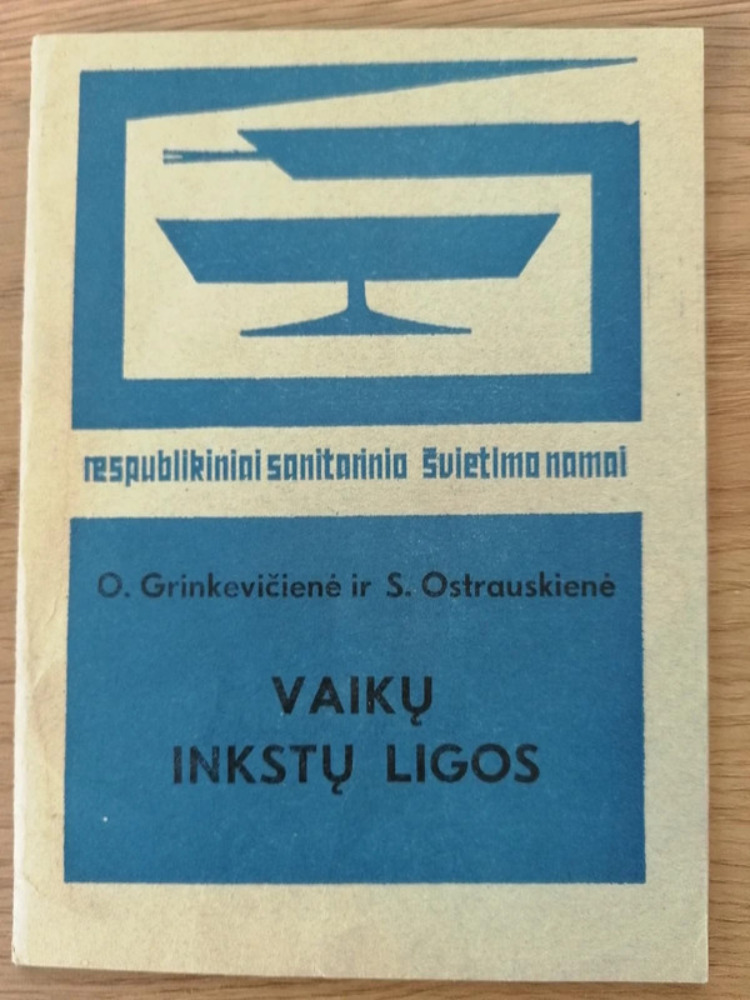 respublikiniai sanitarinio švietimo namai
O. Grinkevičienė ir S. Ostrauskienė
VAIKŲ
INKSTŲ LIGOS